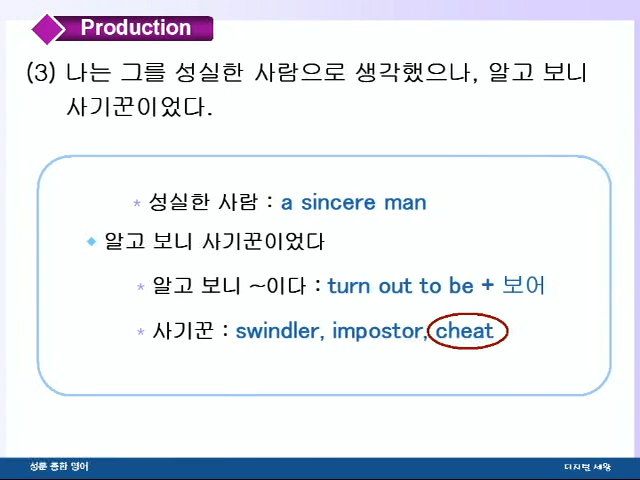 Production
(3) 나는 그를 성실한 사람으로 생각했으나, 알고 보니
사기꾼이었다.
* 성실한 사람 : a sincere man
◆ 알고 보니 사기꾼이었다
* 알고 보니 ~이다 : turn out to be + 보어
* 사기꾼 : swindler, impostor, cheat
성문 종합 영어
디지털 세왕